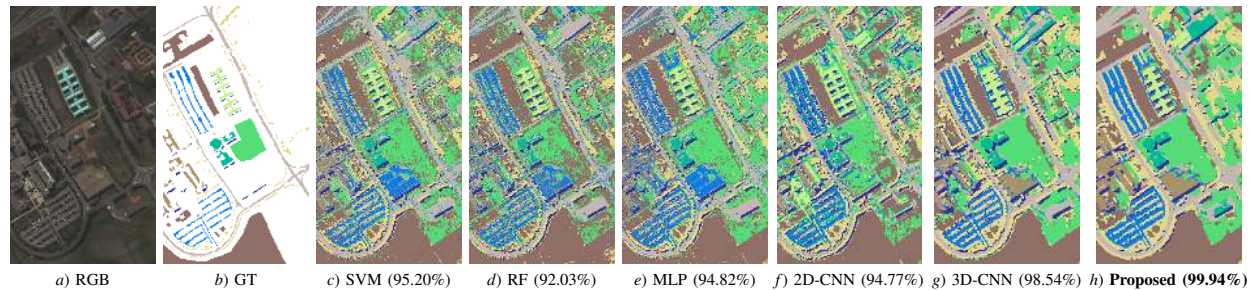 a) RGB b) GT c) SVM (95.20%) d) RF (92.03%) e) MLP (94.82%) f) 2D-CNN (94.77%) g) 3D-CNN (98.54%) h) Proposed (99.94%)